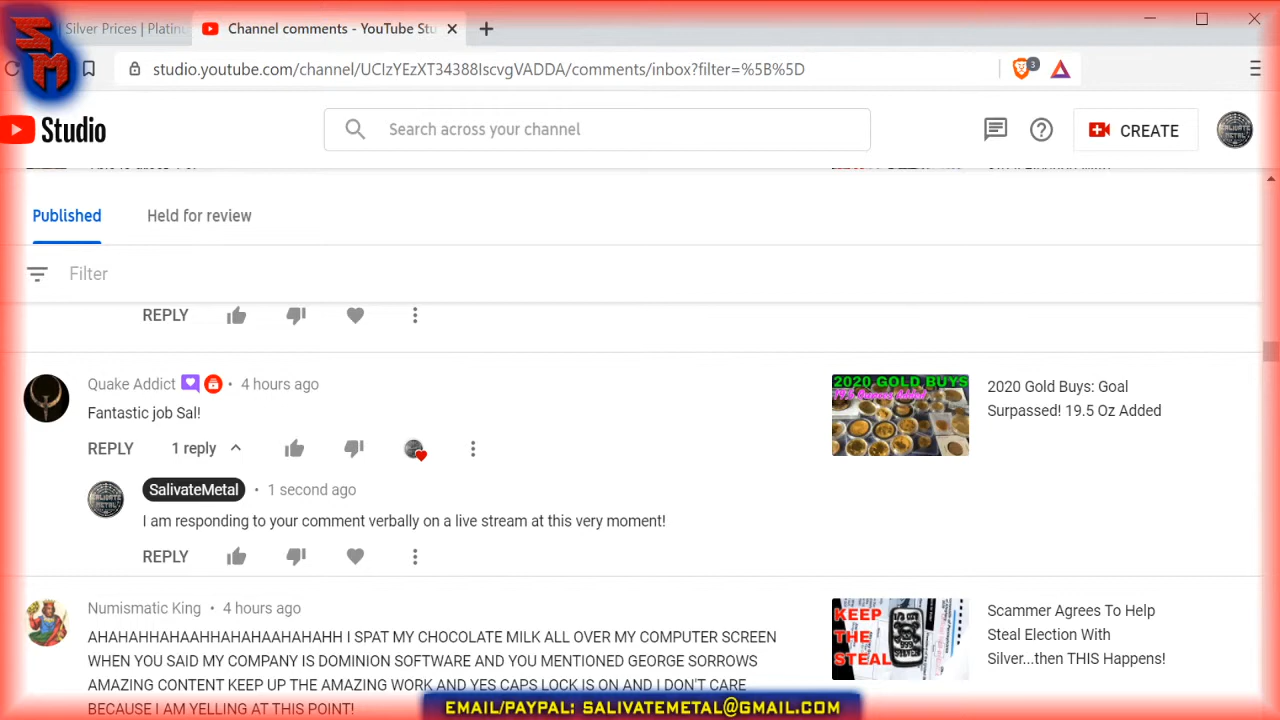 SM
Silver Prices | Platinu
Channel comments - YouTube Stu
studio.youtube.com/channel/UCIzYEzXT34388IscvgVADDA/comments/inbox?filter=%5B%5D
3
Studio
Search across your channel
CREATE
Published
Held for review
Filter
REPLY
Quake Addict • 4 hours ago
Fantastic job Sal!
REPLY 1 reply
2020 GOLD BUYS
19.5 Ounces Added
2020 Gold Buys: Goal
Surpassed! 19.5 Oz Added
SalivateMetal • 1 second ago
I am responding to your comment verbally on a live stream at this very moment!
REPLY
Numismatic King • 4 hours ago
AHAHAHHAHAAHHAHAHAAHAHAHH I SPAT MY CHOCOLATE MILK ALL OVER MY COMPUTER SCREEN
WHEN YOU SAID MY COMPANY IS DOMINION SOFTWARE AND YOU MENTIONED GEORGE SORROWS
AMAZING CONTENT KEEP UP THE AMAZING WORK AND YES CAPS LOCK IS ON AND I DON'T CARE
BECAUSE I AM YELLING AT THIS POINT!
KEEP
THE
STEAL
Scammer Agrees To Help
Steal Election With
Silver...then THIS Happens!
EMAIL/PAYPAL: SALIVATEMETAL@GMAIL.COM